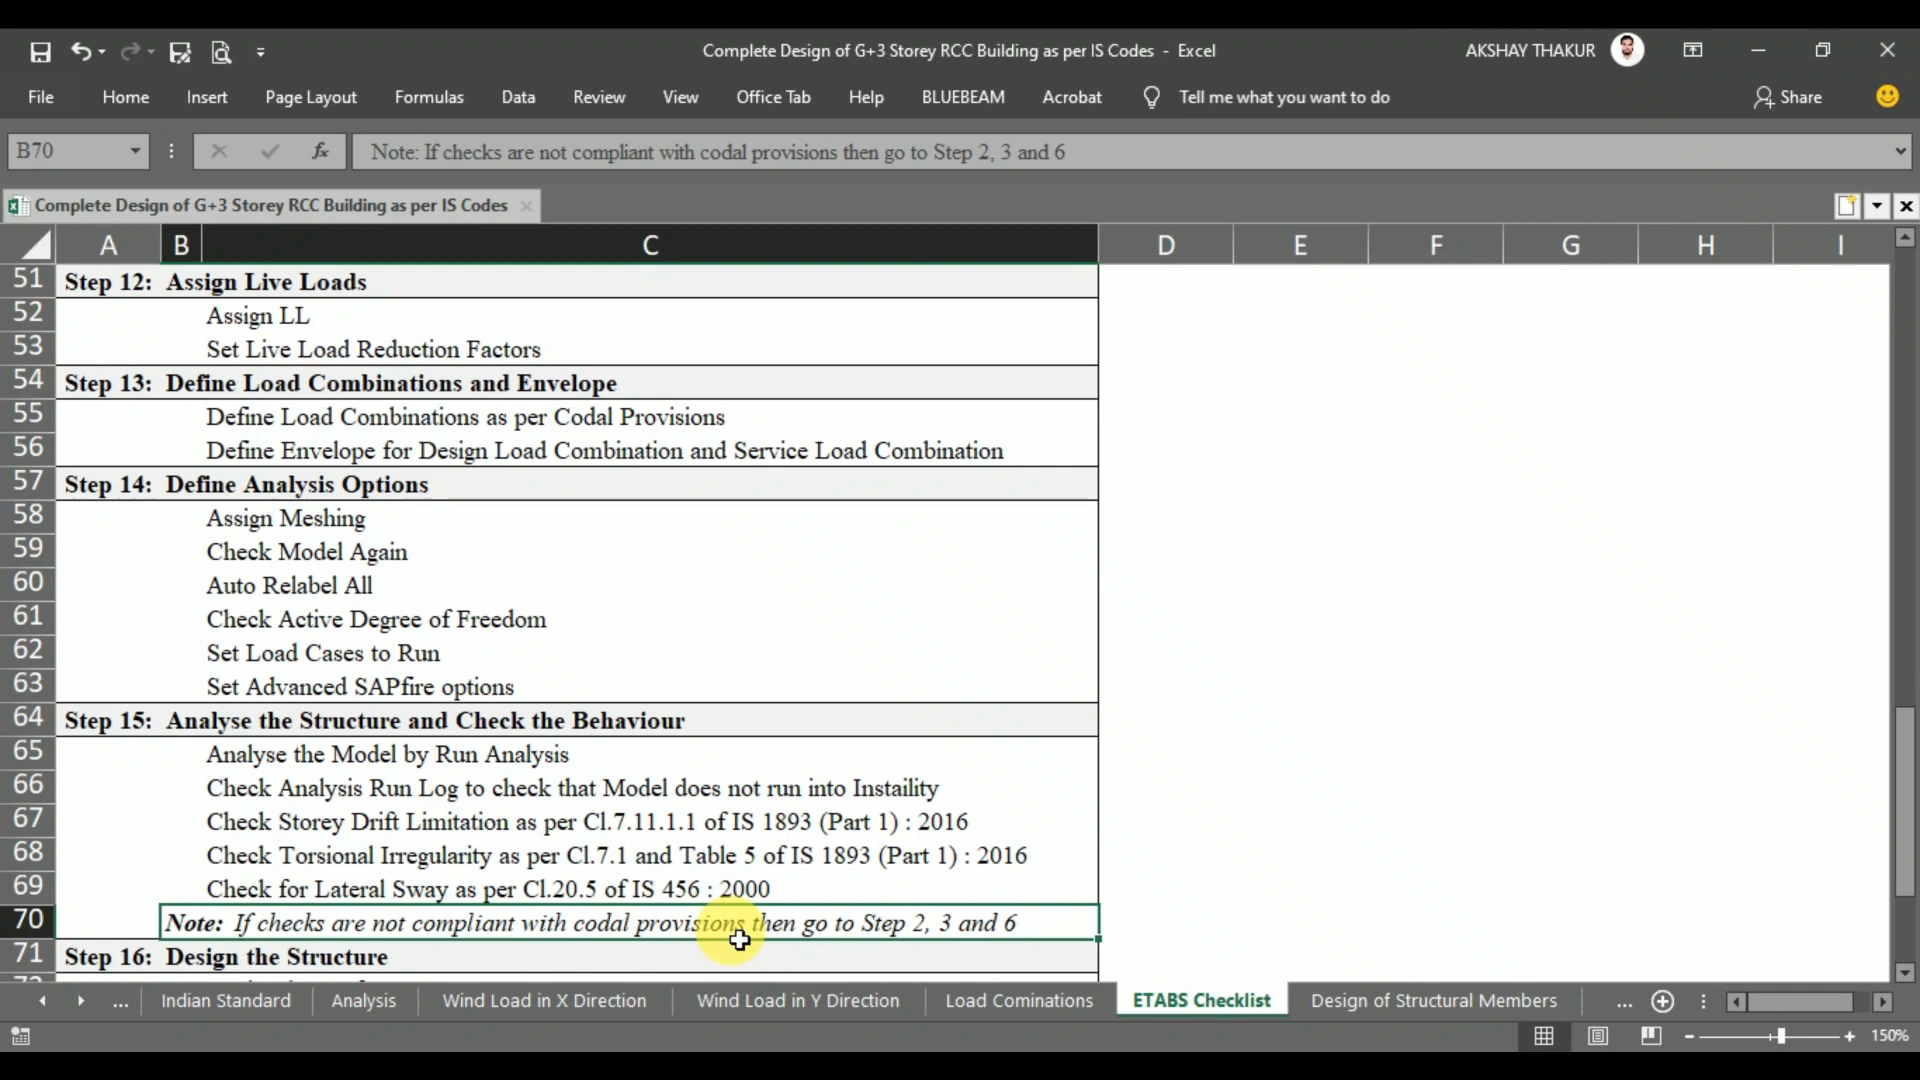 Complete Design of G+3 Storey RCC Building as per IS Codes - Excel
AKSHAY THAKUR
File Home Insert Page Layout Formulas Data Review View Office Tab Help BLUEBEAM Acrobat Tell me what you want to do Share
B70 fx Note: If checks are not compliant with codal provisions then go to Step 2, 3 and 6
Complete Design of G+3 Storey RCC Building as per IS Codes
A B C D E F G H I
51 Step 12: Assign Live Loads
52 Assign LL
53 Set Live Load Reduction Factors
54 Step 13: Define Load Combinations and Envelope
55 Define Load Combinations as per Codal Provisions
56 Define Envelope for Design Load Combination and Service Load Combination
57 Step 14: Define Analysis Options
58 Assign Meshing
59 Check Model Again
60 Auto Relabel All
61 Check Active Degree of Freedom
62 Set Load Cases to Run
63 Set Advanced SAPfire options
64 Step 15: Analyse the Structure and Check the Behaviour
65 Analyse the Model by Run Analysis
66 Check Analysis Run Log to check that Model does not run into Instaility
67 Check Storey Drift Limitation as per Cl.7.11.1.1 of IS 1893 (Part 1) : 2016
68 Check Torsional Irregularity as per Cl.7.1 and Table 5 of IS 1893 (Part 1) : 2016
69 Check for Lateral Sway as per Cl.20.5 of IS 456 : 2000
70 Note: If checks are not compliant with codal provisions then go to Step 2, 3 and 6
71 Step 16: Design the Structure
... Indian Standard Analysis Wind Load in X Direction Wind Load in Y Direction Load Cominations ETABS Checklist Design of Structural Members ...
150%